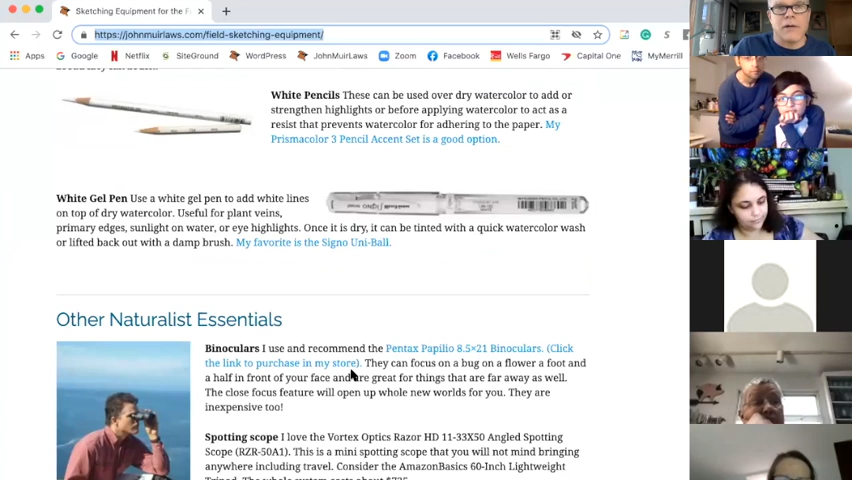 Sketching Equipment for the F
https://johnmuirlaws.com/field-sketching-equipment/
Apps Google Netflix SiteGround WordPress JohnMuirLaws Zoom Facebook Wells Fargo Capital One MyMerrill
White Pencils These can be used over dry watercolor to add or
strengthen highlights or before applying watercolor to act as a
resist that prevents watercolor for adhering to the paper. My
Prismacolor 3 Pencil Accent Set is a good option.
White Gel Pen Use a white gel pen to add white lines
on top of dry watercolor. Useful for plant veins,
primary edges, sunlight on water, or eye highlights. Once it is dry, it can be tinted with a quick watercolor wash
or lifted back out with a damp brush. My favorite is the Signo Uni-Ball.
Other Naturalist Essentials
Binoculars I use and recommend the Pentax Papilio 8.5×21 Binoculars. (Click
the link to purchase in my store). They can focus on a bug on a flower a foot and
a half in front of your face and are great for things that are far away as well.
The close focus feature will open up whole new worlds for you. They are
inexpensive too!
Spotting scope I love the Vortex Optics Razor HD 11-33X50 Angled Spotting
Scope (RZR-50A1). This is a mini spotting scope that you will not mind bringing
anywhere including travel. Consider the AmazonBasics 60-Inch Lightweight
Tripod. The whole system costs about $725.